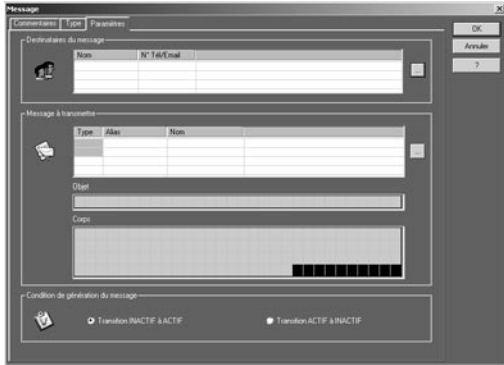 Message
Commentaires Type Paramètres
OK
Annuler
?
Destinataires du message
Nom N° Tél/Email
...
Message à transmettre
Type Alias Nom
...
Objet
Corps
Condition de génération du message
Transition INACTIF à ACTIF Transition ACTIF à INACTIF